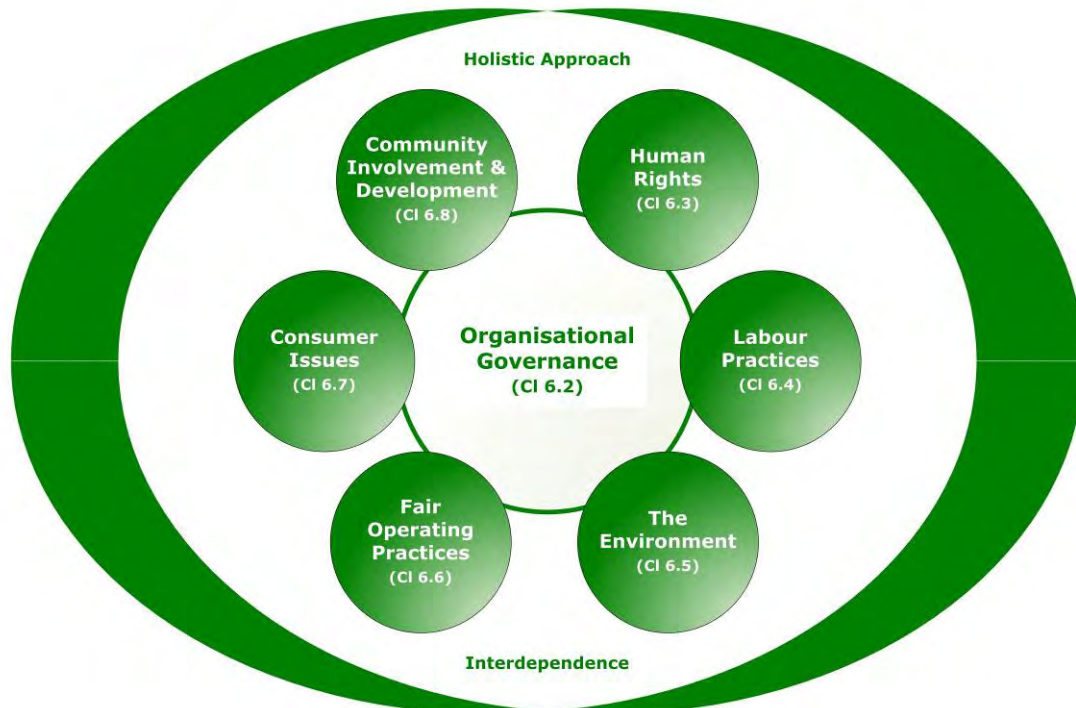 Holistic Approach
Community
Involvement &
Development
(Cl 6.8)
Human
Rights
(Cl 6.3)
Consumer
Issues
(Cl 6.7)
Organisational
Governance
(Cl 6.2)
Labour
Practices
(Cl 6.4)
Fair
Operating
Practices
(Cl 6.6)
The
Environment
(Cl 6.5)
Interdependence